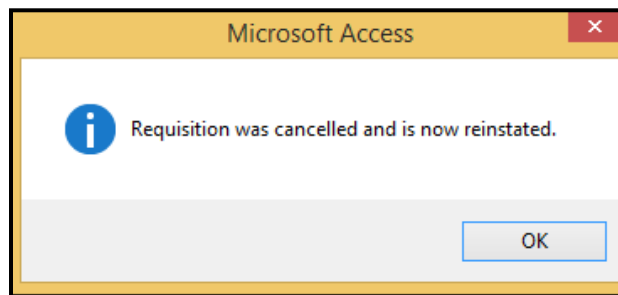 Microsoft Access
Requisition was cancelled and is now reinstated.
OK